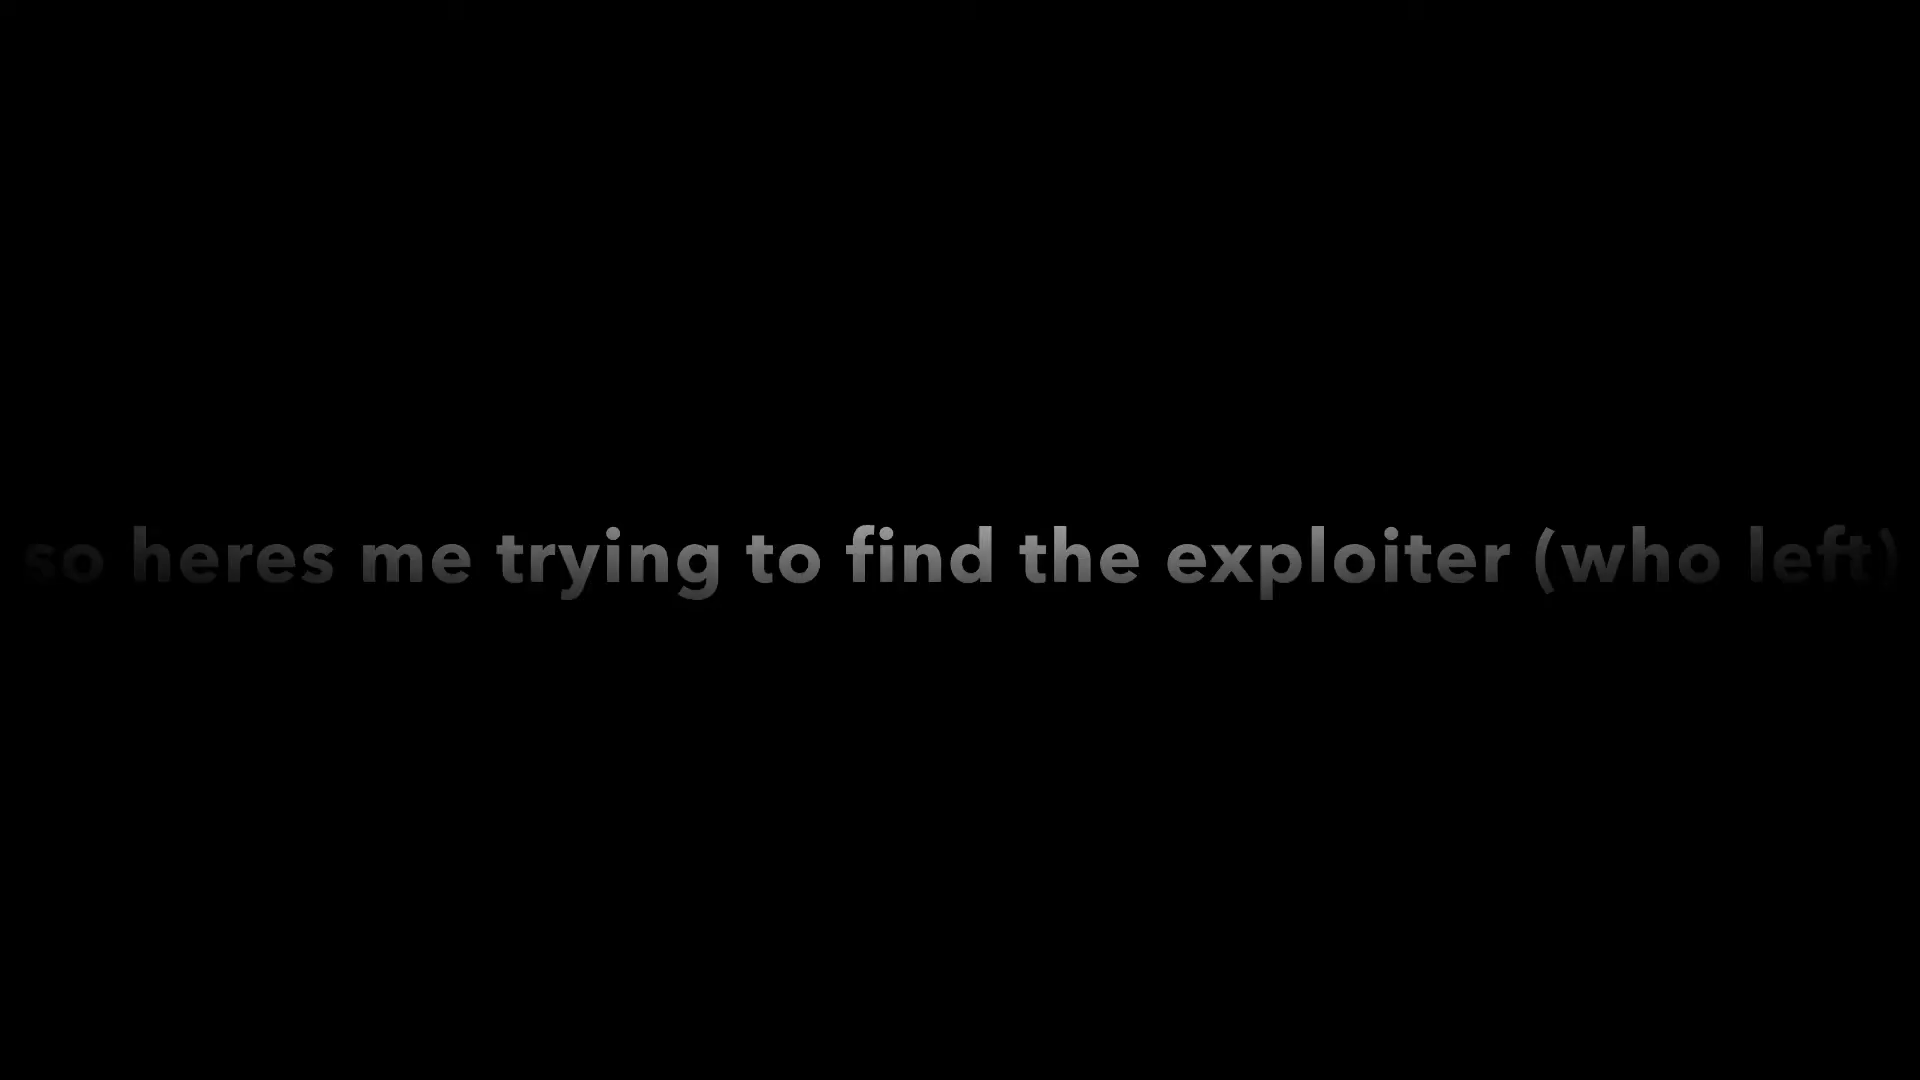 so heres me trying to find the exploiter (who left)